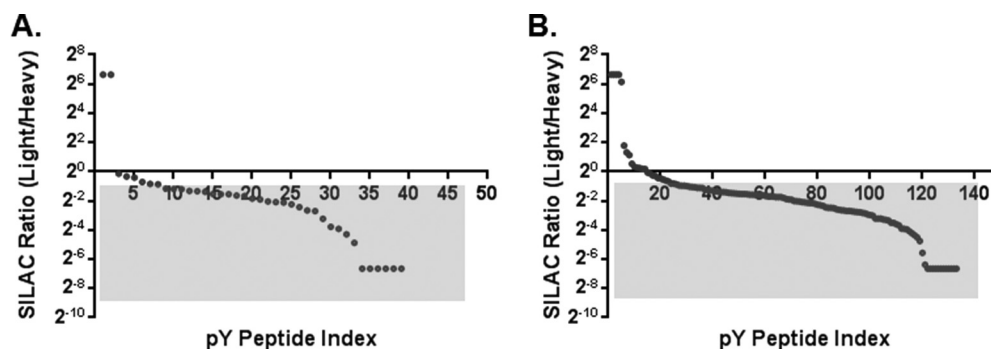 A.
SILAC Ratio (Light/Heavy)
2^8
2^6
2^4
2^2
2^0
2^-2
2^-4
2^-6
2^-8
2^-10
5 10 15 20 25 30 35 40 45 50
pY Peptide Index
B.
SILAC Ratio (Light/Heavy)
2^8
2^6
2^4
2^2
2^0
2^-2
2^-4
2^-6
2^-8
2^-10
20 40 60 80 100 120 140
pY Peptide Index